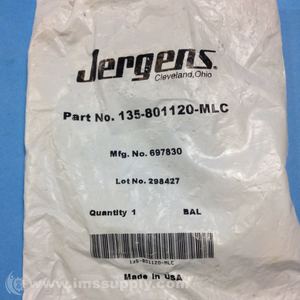 Jergens.
Cleveland, Ohio
Part No. 135-801120-MLC
Mfg. No. 697830
Lot No. 298427
Quantity 1 BAL
135-801120-MLC
Made in USA
© www.imssupply.com